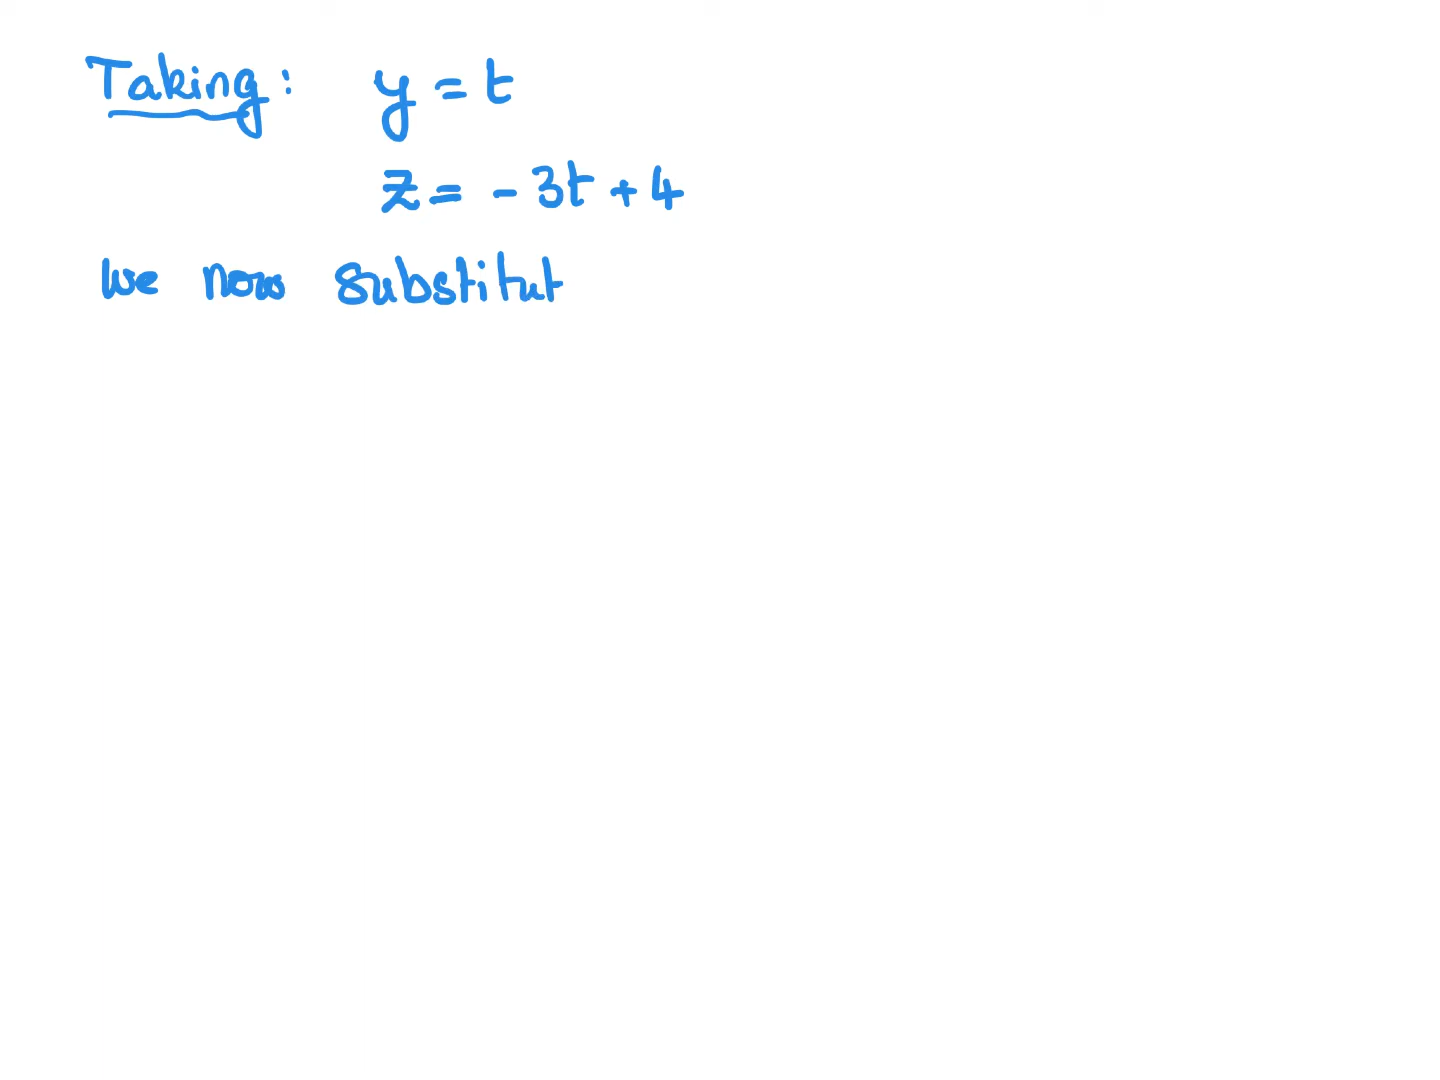 Taking: y = t
z = - 3t + 4
we now substitut